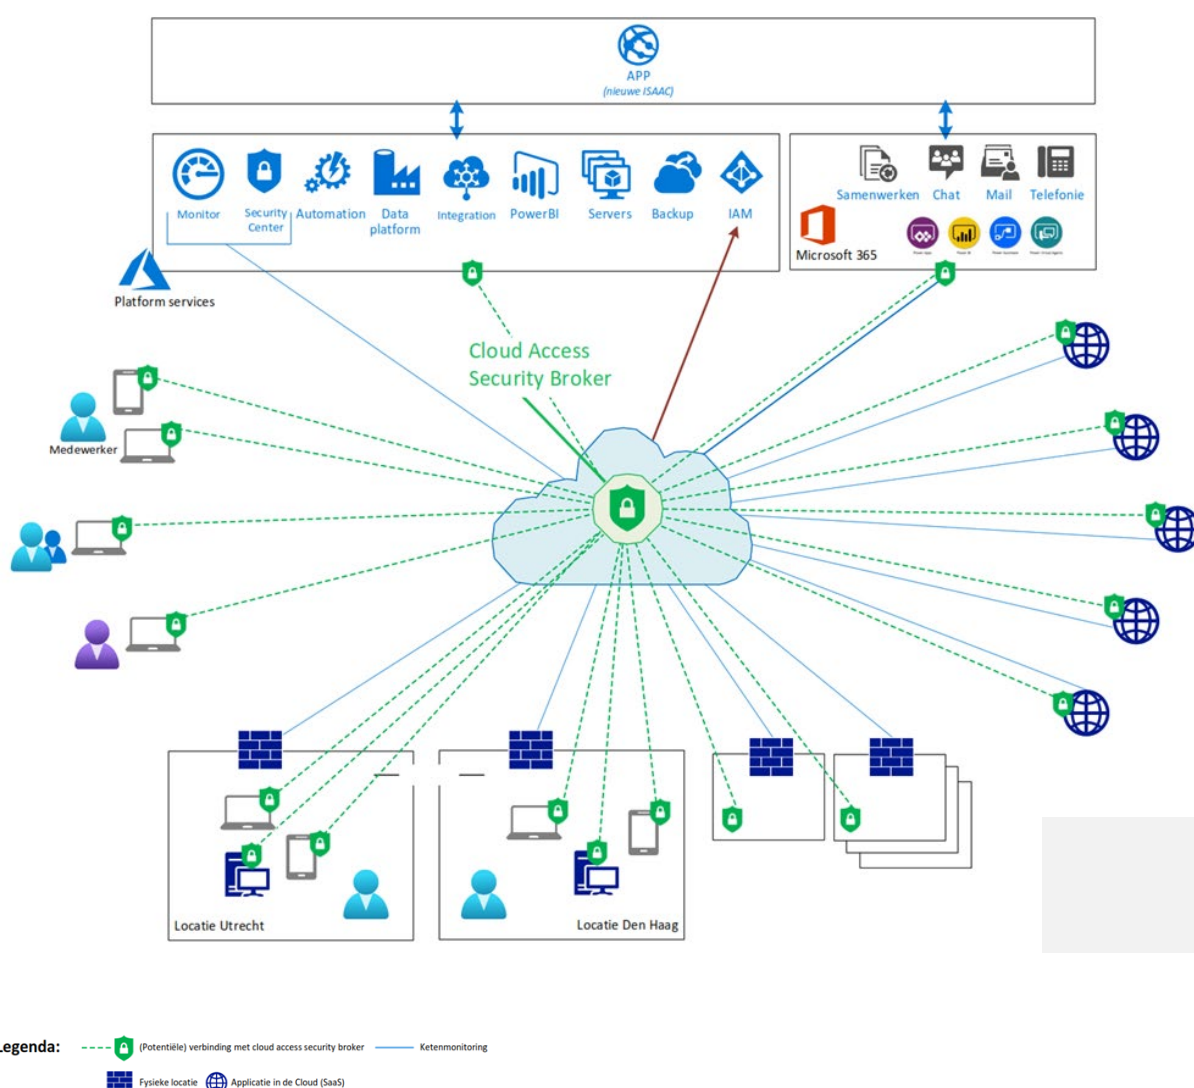 APP
(nieuwe ISAAC)
Monitor
Security
Center
Automation
Data
platform
Integration
PowerBI
Servers
Backup
IAM
Samenwerken
Chat
Mail
Telefonie
Microsoft 365
Platform services
Cloud Access
Security Broker
Medewerker
Locatie Utrecht
Locatie Den Haag
Legenda:
(Potentiële) verbinding met cloud access security broker
Ketenmonitoring
Fysieke locatie
Applicatie in de Cloud (SaaS)